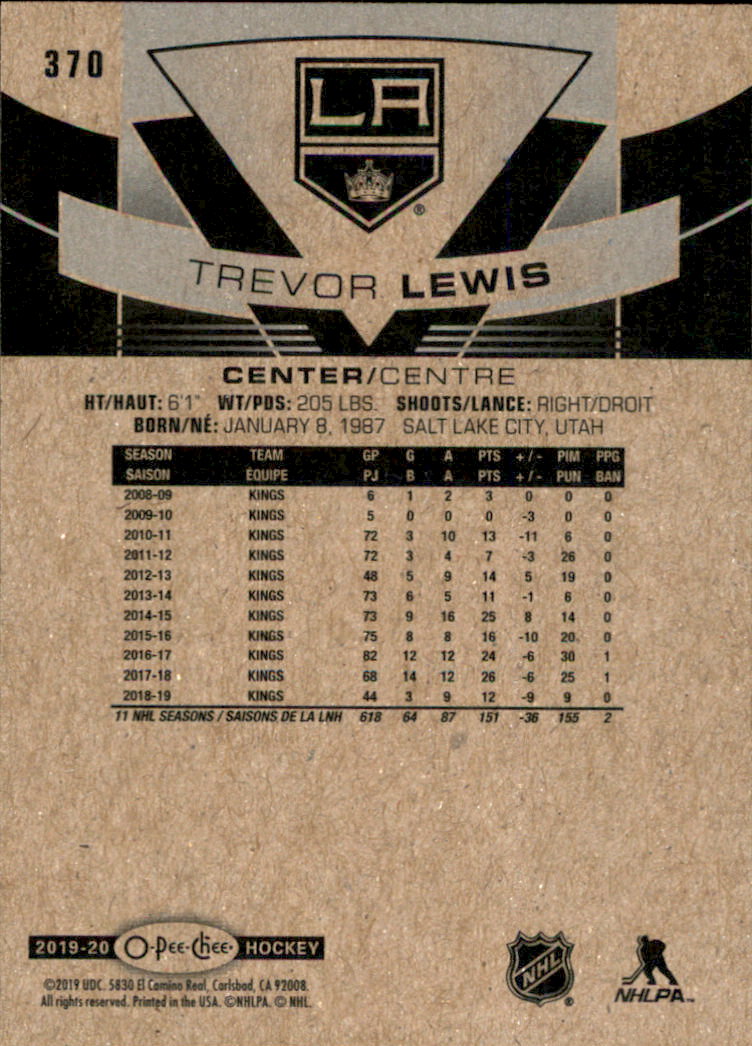 370
LA
®
TREVOR LEWIS
CENTER/CENTRE
HT/HAUT: 6'1" WT/PDS: 205 LBS. SHOOTS/LANCE: RIGHT/DROIT
BORN/NÉ: JANUARY 8, 1987 SALT LAKE CITY, UTAH
SEASON TEAM GP G A PTS +/- PIM PPG
SAISON ÉQUIPE PJ B A PTS +/- PUN BAN
2008-09 KINGS 6 1 2 3 0 0 0
2009-10 KINGS 5 0 0 0 -3 0 0
2010-11 KINGS 72 3 10 13 -11 6 0
2011-12 KINGS 72 3 4 7 -3 26 0
2012-13 KINGS 48 5 9 14 5 19 0
2013-14 KINGS 73 6 5 11 -1 6 0
2014-15 KINGS 73 9 16 25 8 14 0
2015-16 KINGS 75 8 8 16 -10 20 0
2016-17 KINGS 82 12 12 24 -6 30 1
2017-18 KINGS 68 14 12 26 -6 25 1
2018-19 KINGS 44 3 9 12 -9 9 0
11 NHL SEASONS / SAISONS DE LA LNH 618 64 87 151 -36 155 2
2019-20 O-Pee-Chee HOCKEY
©2019 UDC. 5830 El Camino Real, Carlsbad, CA 92008.
All rights reserved. Printed in the USA. ©NHLPA. © NHL.
NHL ®
NHLPA™